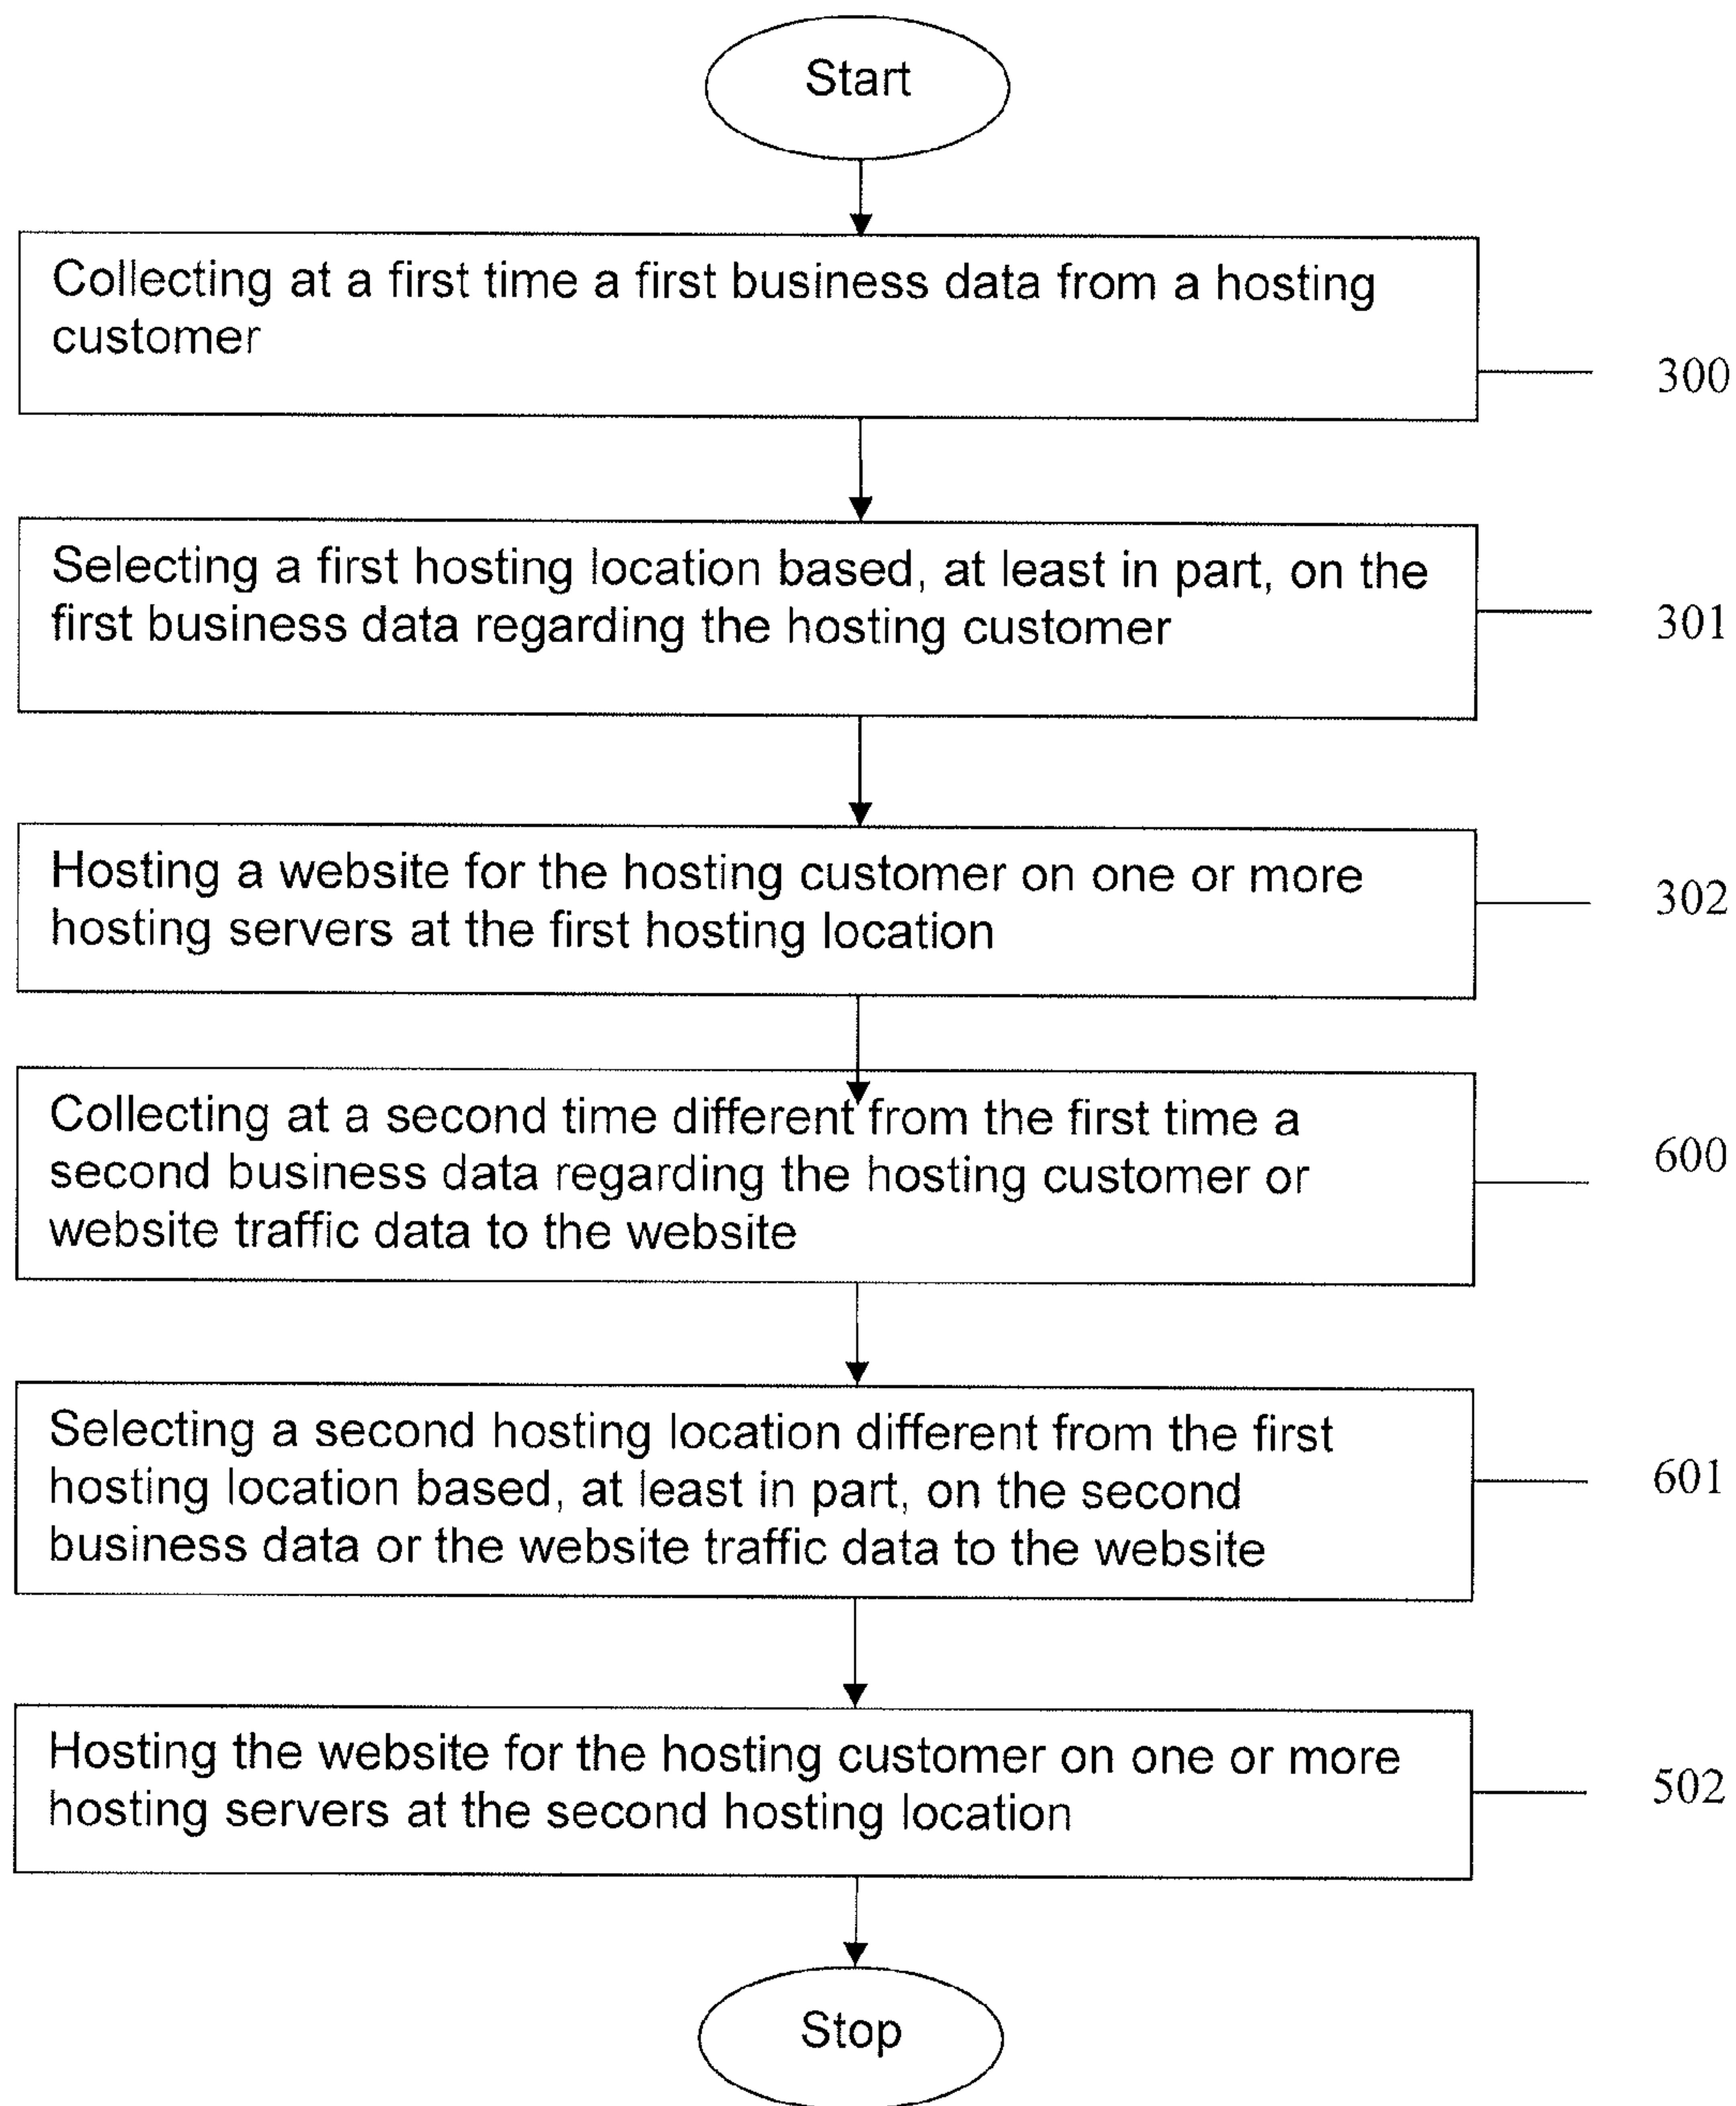 Start
Collecting at a first time a first business data from a hosting
customer
300
Selecting a first hosting location based, at least in part, on the
first business data regarding the hosting customer
301
Hosting a website for the hosting customer on one or more
hosting servers at the first hosting location
302
Collecting at a second time different from the first time a
second business data regarding the hosting customer or
website traffic data to the website
600
Selecting a second hosting location different from the first
hosting location based, at least in part, on the second
business data or the website traffic data to the website
601
Hosting the website for the hosting customer on one or more
hosting servers at the second hosting location
502
Stop